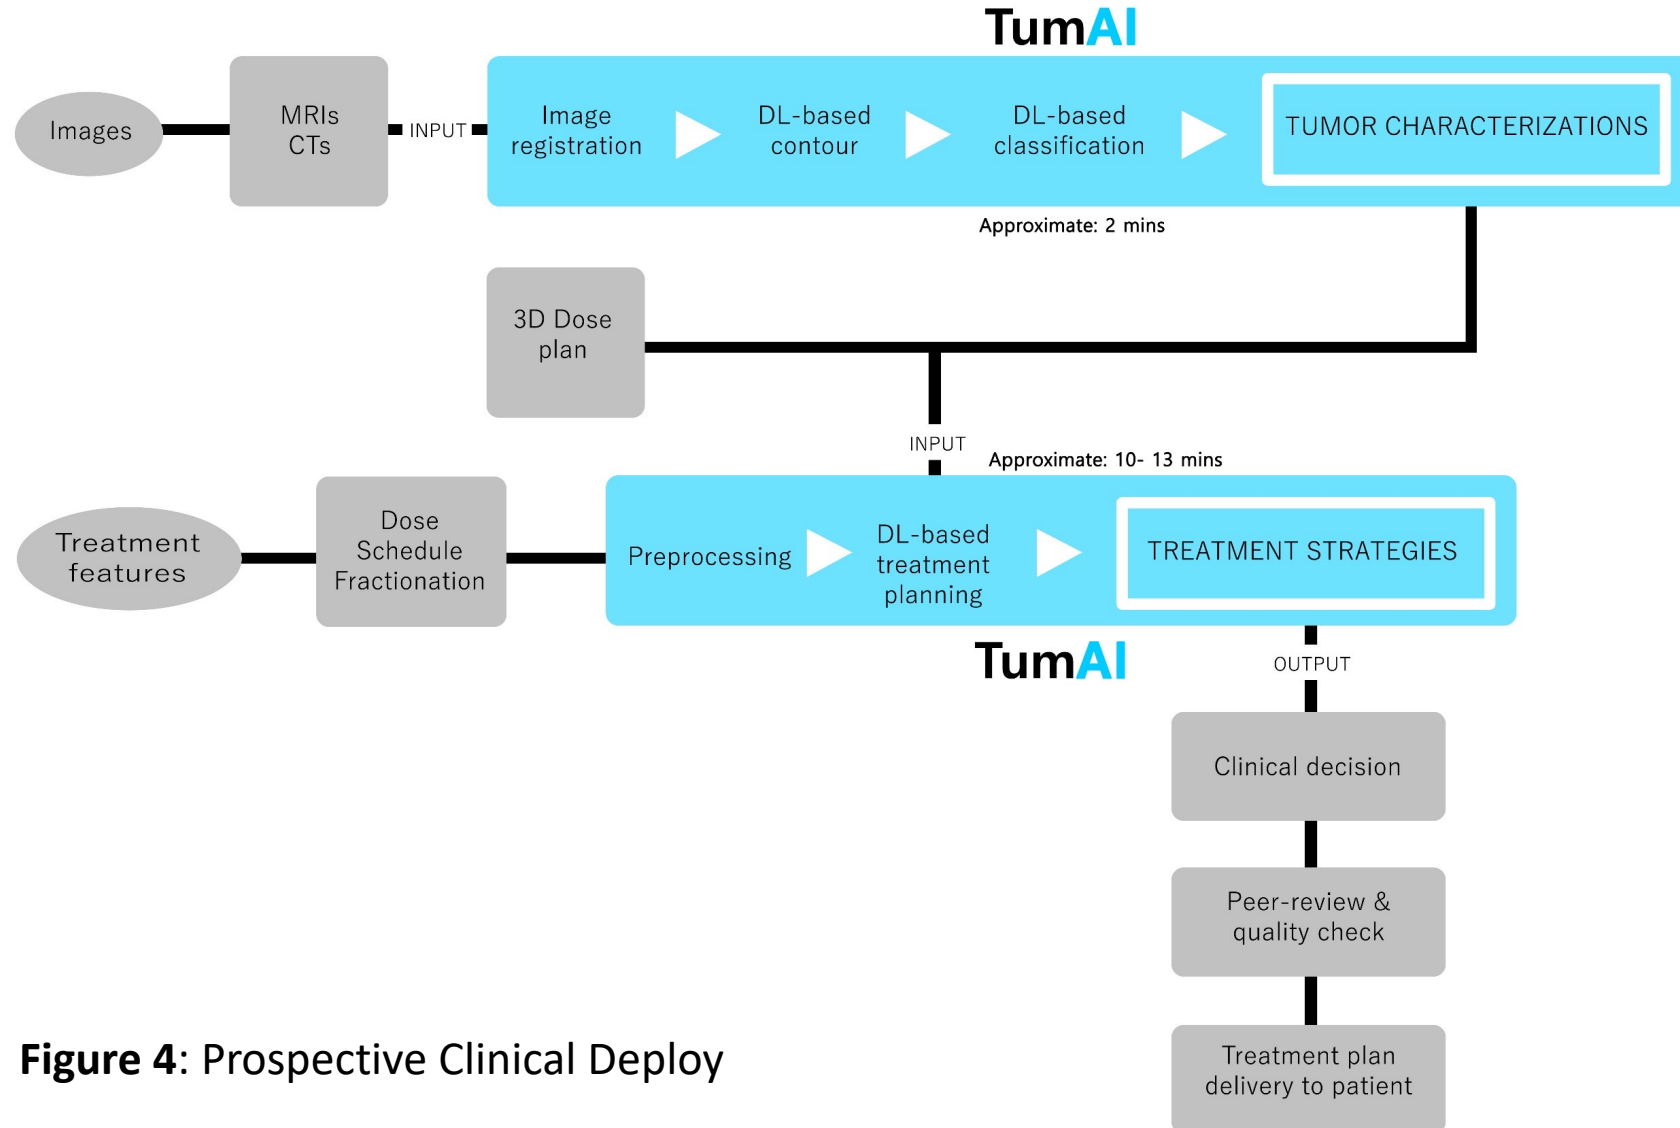 TumAI
Images
MRIs
CTs
INPUT
Image
registration
DL-based
contour
DL-based
classification
TUMOR CHARACTERIZATIONS
Approximate: 2 mins
3D Dose
plan
INPUT
Approximate: 10- 13 mins
Treatment
features
Dose
Schedule
Fractionation
Preprocessing
DL-based
treatment
planning
TREATMENT STRATEGIES
TumAI
OUTPUT
Clinical decision
Peer-review &
quality check
Treatment plan
delivery to patient
Figure 4: Prospective Clinical Deploy